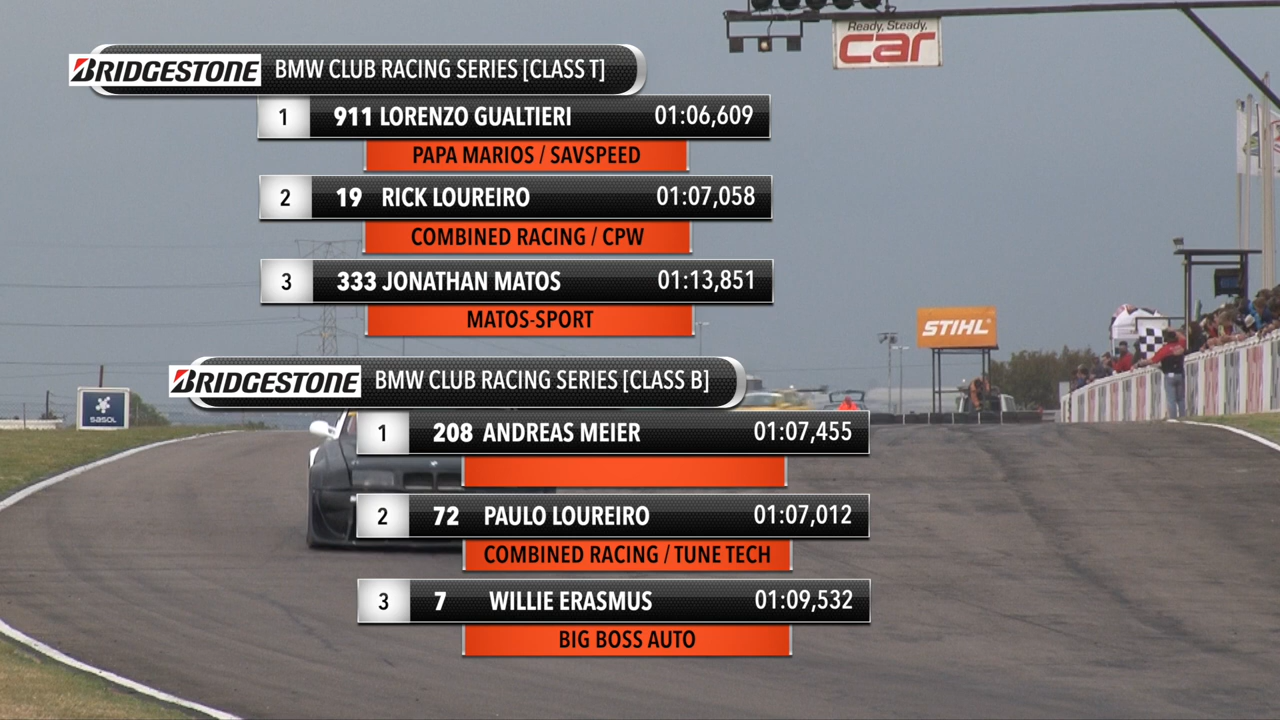 Ready, Steady,
car
BRIDGESTONE BMW CLUB RACING SERIES [CLASS T]
1 911 LORENZO GUALTIERI 01:06,609
PAPA MARIOS / SAVSPEED
2 19 RICK LOUREIRO 01:07,058
COMBINED RACING / CPW
3 333 JONATHAN MATOS 01:13,851
MATOS-SPORT
STIHL
BRIDGESTONE BMW CLUB RACING SERIES [CLASS B]
sasol
1 208 ANDREAS MEIER 01:07,455
2 72 PAULO LOUREIRO 01:07,012
COMBINED RACING / TUNE TECH
3 7 WILLIE ERASMUS 01:09,532
BIG BOSS AUTO